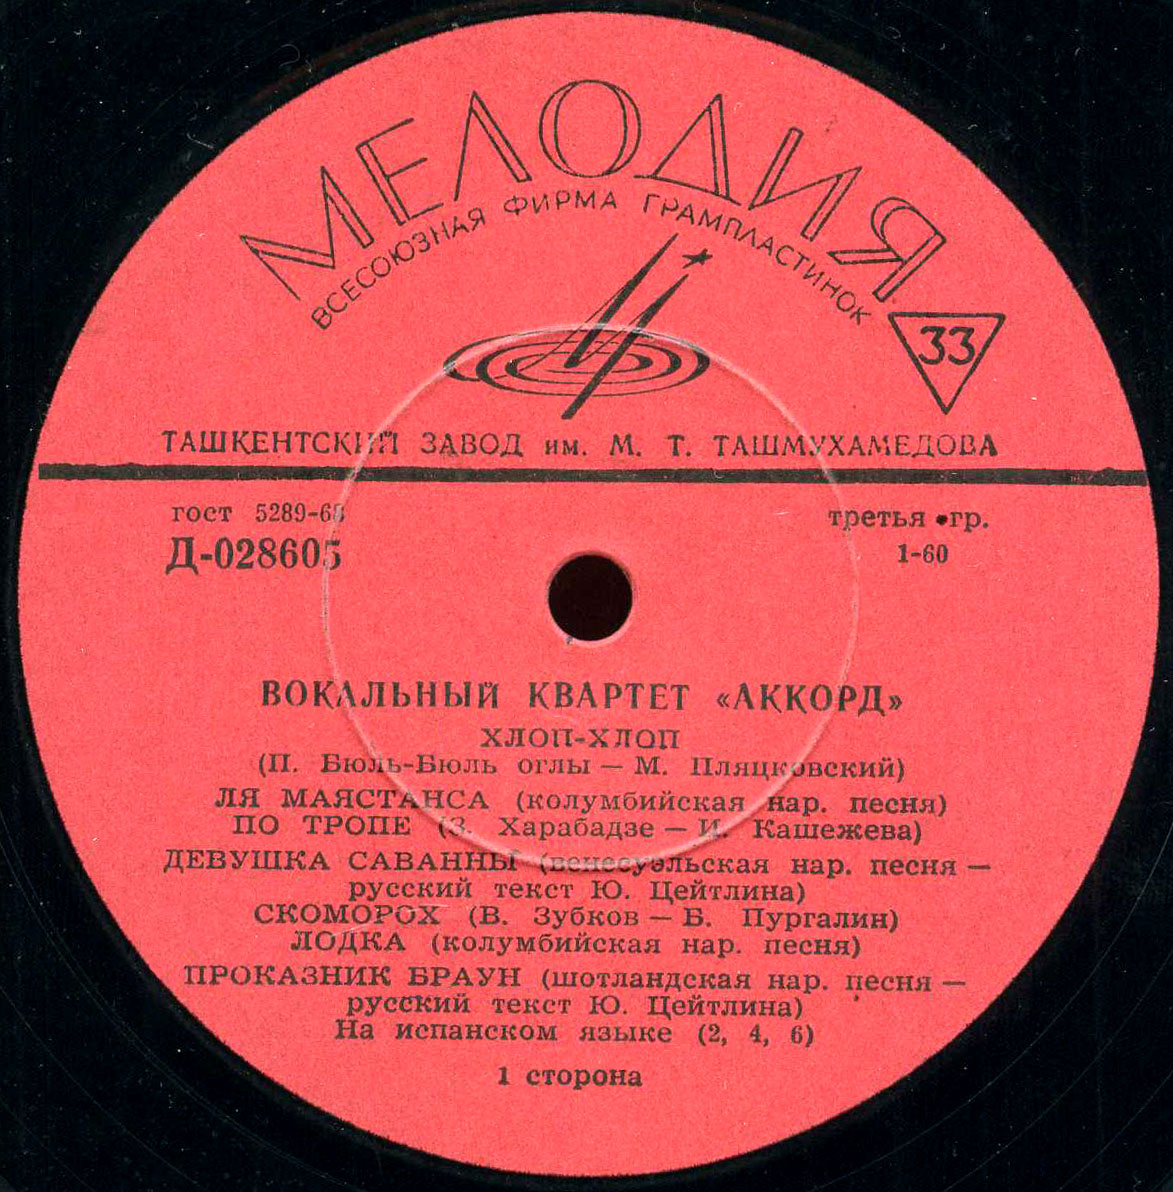 МЕЛОДИЯ
ВСЕСОЮЗНАЯ ФИРМА ГРАМПЛАСТИНОК
33
ТАШКЕНТСКИЙ ЗАВОД им. М. Т. ТАШМУХАМЕДОВА
гост 5289-68 третья гр.
Д-028605 1-60
ВОКАЛЬНЫЙ КВАРТЕТ «АККОРД»
ХЛОП-ХЛОП
(П. Бюль-Бюль оглы — М. Пляцковский)
ЛЯ МАЯСТАНСА (колумбийская нар. песня)
ПО ТРОПЕ (З. Харабадзе — И. Кашежева)
ДЕВУШКА САВАННЫ (венесуэльская нар. песня —
русский текст Ю. Цейтлина)
СКОМОРОХ (В. Зубков — Б. Пургалин)
ЛОДКА (колумбийская нар. песня)
ПРОКАЗНИК БРАУН (шотландская нар. песня —
русский текст Ю. Цейтлина)
На испанском языке (2, 4, 6)
1 сторона